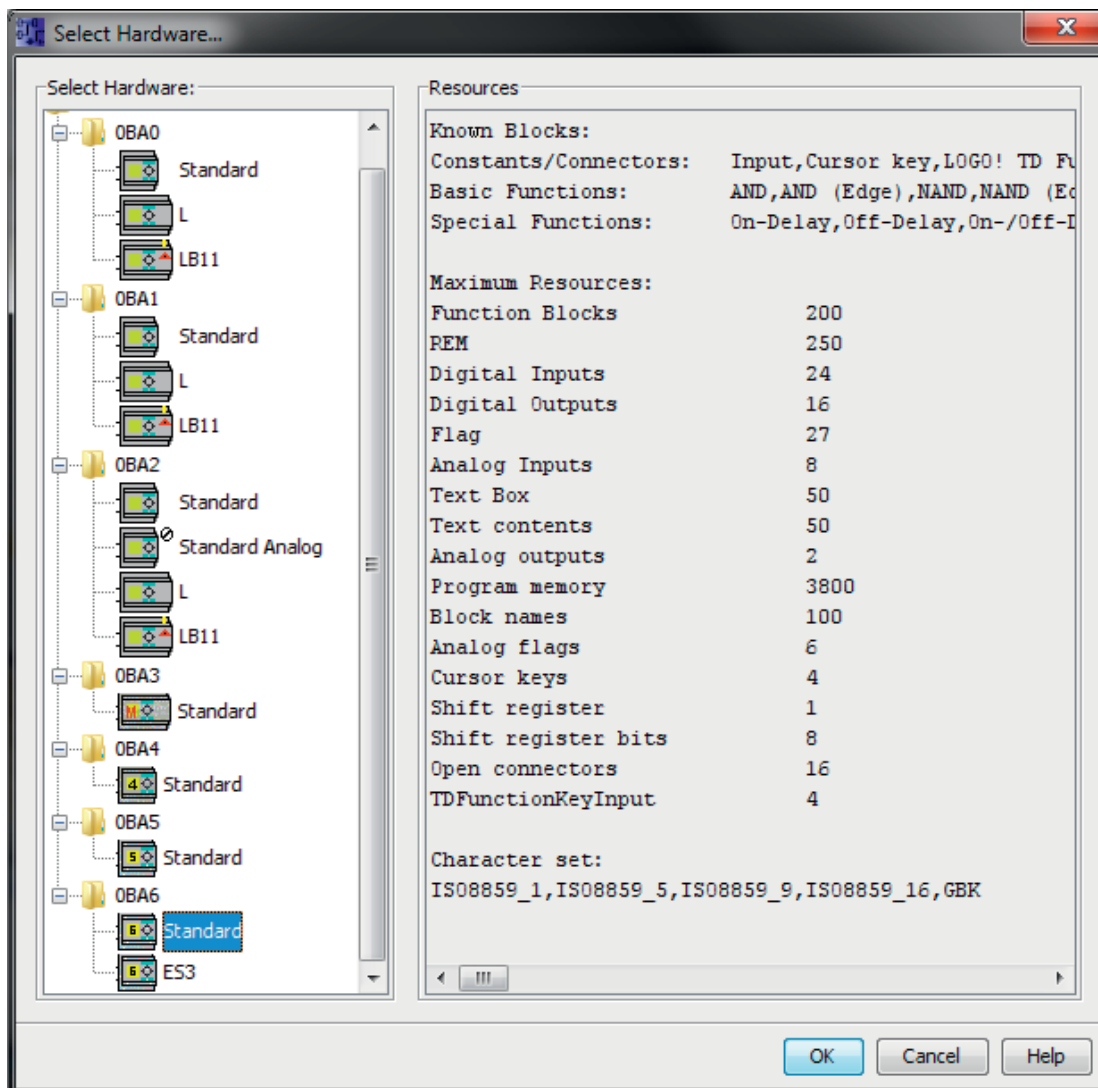 Select Hardware...
Select Hardware:
0BA0
Standard
L
LB11
0BA1
Standard
L
LB11
0BA2
Standard
Standard Analog
L
LB11
0BA3
Standard
0BA4
4 Standard
0BA5
5 Standard
0BA6
6 Standard
6 ES3
Resources
Known Blocks:
Constants/Connectors: Input,Cursor key,LOGO! TD Fu
Basic Functions: AND,AND (Edge),NAND,NAND (Ed
Special Functions: On-Delay,Off-Delay,On-/Off-D
Maximum Resources:
Function Blocks 200
REM 250
Digital Inputs 24
Digital Outputs 16
Flag 27
Analog Inputs 8
Text Box 50
Text contents 50
Analog outputs 2
Program memory 3800
Block names 100
Analog flags 6
Cursor keys 4
Shift register 1
Shift register bits 8
Open connectors 16
TDFunctionKeyInput 4
Character set:
ISO8859_1,ISO8859_5,ISO8859_9,ISO8859_16,GBK
OK Cancel Help